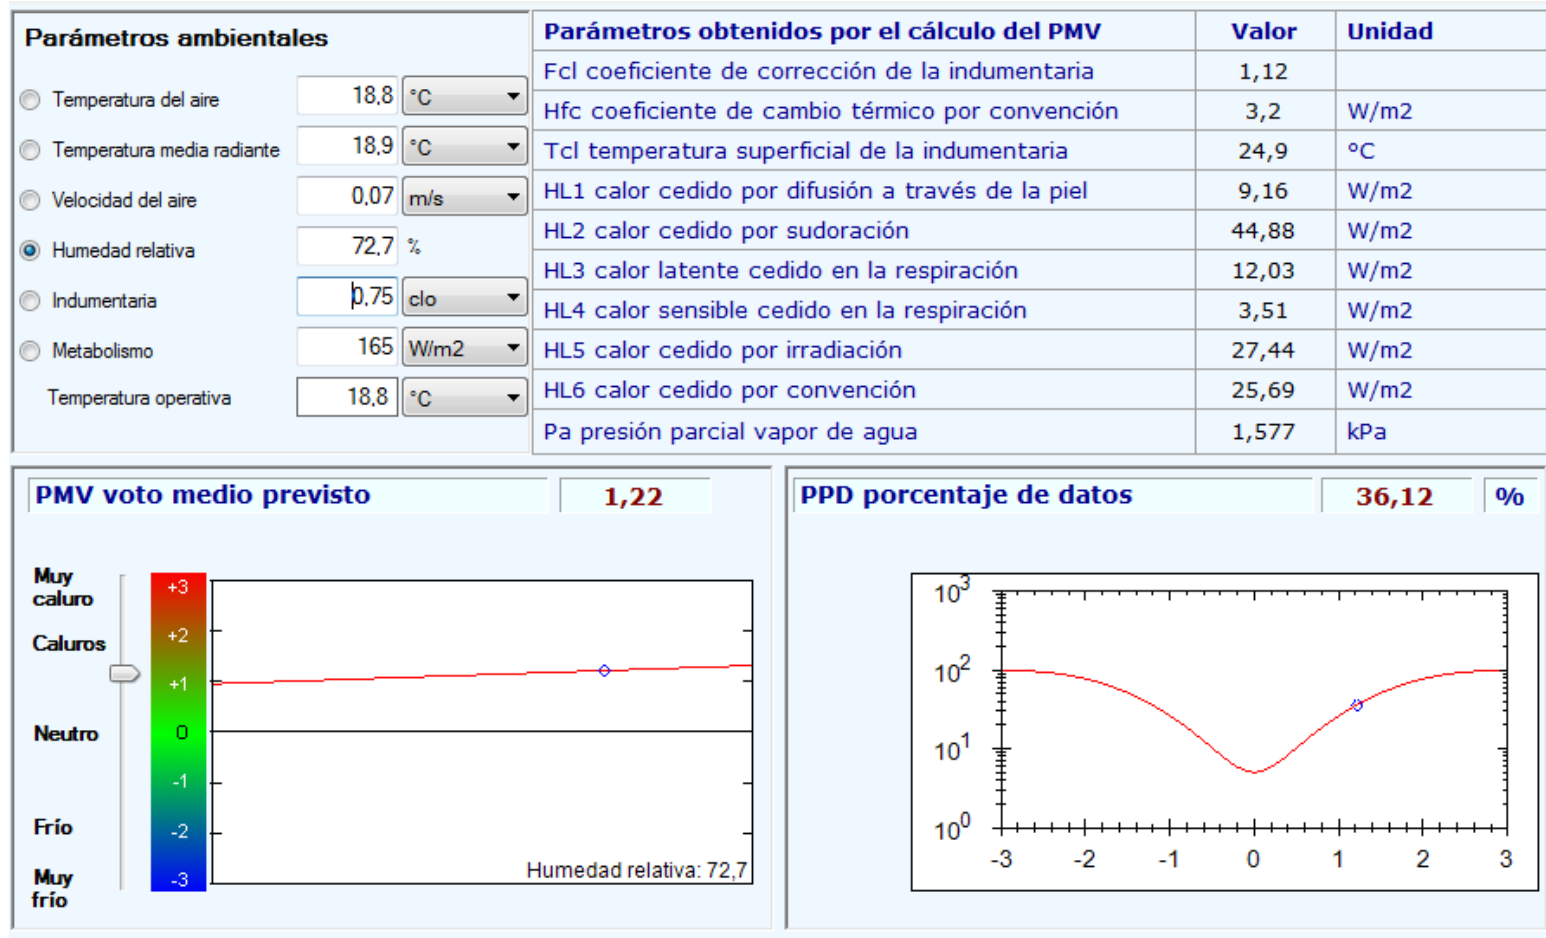 Parámetros ambientales
Temperatura del aire 18,8 °C
Temperatura media radiante 18,9 °C
Velocidad del aire 0,07 m/s
Humedad relativa 72,7 %
Indumentaria 0,75 clo
Metabolismo 165 W/m2
Temperatura operativa 18,8 °C
Parámetros obtenidos por el cálculo del PMV Valor Unidad
Fcl coeficiente de corrección de la indumentaria 1,12
Hfc coeficiente de cambio térmico por convención 3,2 W/m2
Tcl temperatura superficial de la indumentaria 24,9 °C
HL1 calor cedido por difusión a través de la piel 9,16 W/m2
HL2 calor cedido por sudoración 44,88 W/m2
HL3 calor latente cedido en la respiración 12,03 W/m2
HL4 calor sensible cedido en la respiración 3,51 W/m2
HL5 calor cedido por irradiación 27,44 W/m2
HL6 calor cedido por convención 25,69 W/m2
Pa presión parcial vapor de agua 1,577 kPa
PMV voto medio previsto 1,22
Muy
caluro
Caluros
Neutro
Frío
Muy
frío
+3
+2
+1
0
-1
-2
-3
Humedad relativa: 72,7
PPD porcentaje de datos 36,12 %
10³
10²
10¹
10⁰
-3 -2 -1 0 1 2 3